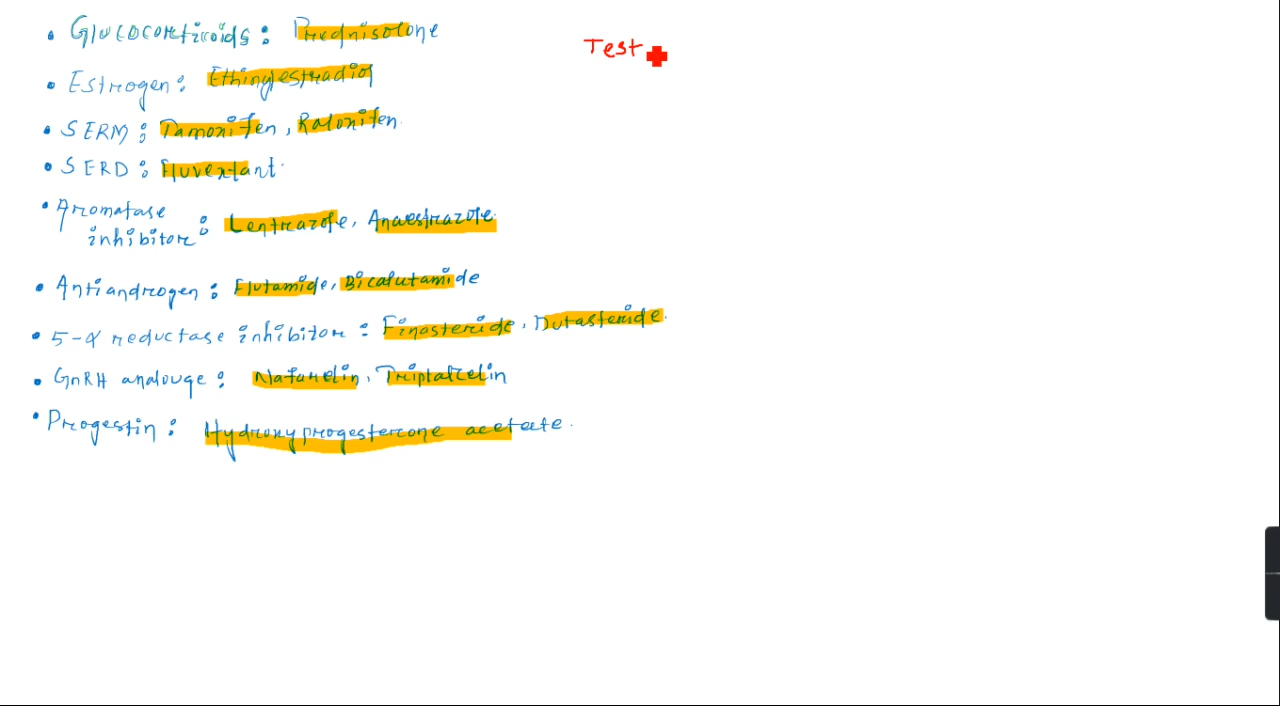 • Glucocorticoids : Prednisolone
Test
• Estrogen : Ethinylestradiol
• SERM : Tamoxifen, Raloxifen
• SERD : Fluvextant
• Aromatase inhibitor : Lentrazole, Anaestrazole
• Antiandrogen : Flutamide, Bicalutamide
• 5-α reductase inhibitor : Finasteride, Dutasteride.
• GnRH analouge : Nafarelin, Triptatrelin
• Progestin : Hydroxyprogesterone acetate.